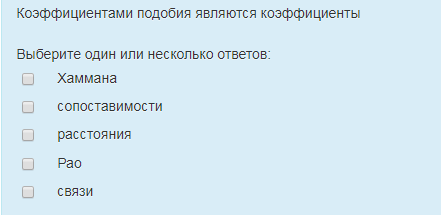 Коэффициентами подобия являются коэффициенты
Выберите один или несколько ответов:
Хаммана
сопоставимости
расстояния
Рао
связи